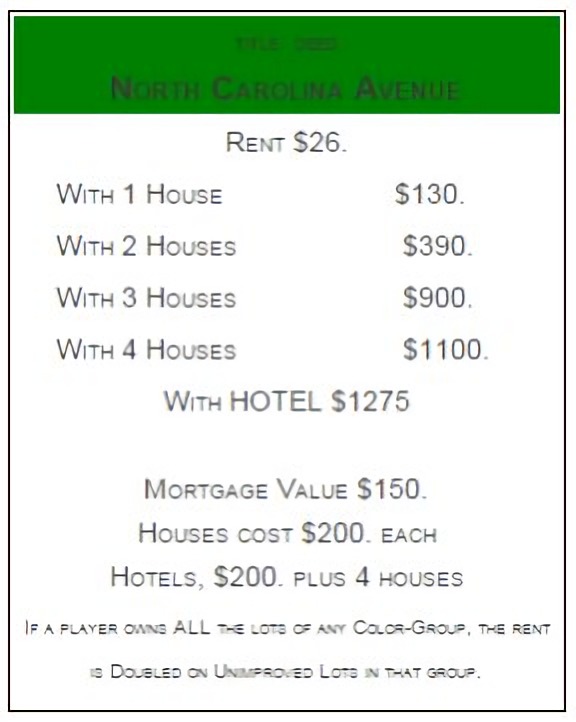 TITLE DEED
NORTH CAROLINA AVENUE
RENT $26.
WITH 1 HOUSE $130.
WITH 2 HOUSES $390.
WITH 3 HOUSES $900.
WITH 4 HOUSES $1100.
WITH HOTEL $1275
MORTGAGE VALUE $150.
HOUSES COST $200. EACH
HOTELS, $200. PLUS 4 HOUSES
IF A PLAYER OWNS ALL THE LOTS OF ANY COLOR-GROUP, THE RENT
IS DOUBLED ON UNIMPROVED LOTS IN THAT GROUP.